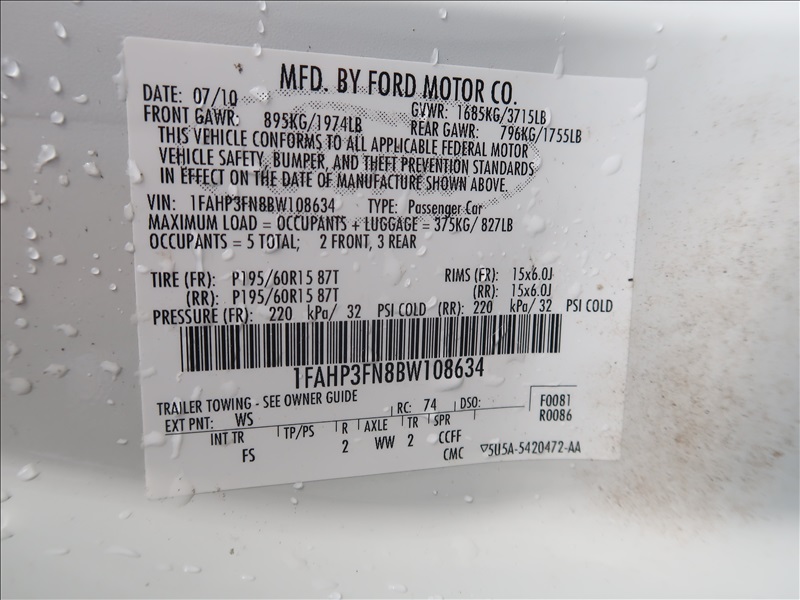 MFD. BY FORD MOTOR CO.
DATE: 07/10 GVWR: 1685KG/3715LB
FRONT GAWR: 895KG/1974LB REAR GAWR: 796KG/1755LB
THIS VEHICLE CONFORMS TO ALL APPLICABLE FEDERAL MOTOR
VEHICLE SAFETY, BUMPER, AND THEFT PREVENTION STANDARDS
IN EFFECT ON THE DATE OF MANUFACTURE SHOWN ABOVE.
VIN: 1FAHP3FN8BW108634 TYPE: Passenger Car
MAXIMUM LOAD = OCCUPANTS + LUGGAGE = 375KG/ 827LB
OCCUPANTS = 5 TOTAL; 2 FRONT, 3 REAR
TIRE (FR): P195/60R15 87T RIMS (FR): 15x6.0J
(RR): P195/60R15 87T (RR): 15x6.0J
PRESSURE (FR): 220 kPa/ 32 PSI COLD (RR): 220 kPa/ 32 PSI COLD
1FAHP3FN8BW108634
TRAILER TOWING - SEE OWNER GUIDE
EXT PNT: WS RC: 74 DSO: F0081
R0086
INT TR TP/PS R AXLE TR SPR
FS 2 WW 2 CCFF
CMC ▽5U5A-5420472-AA